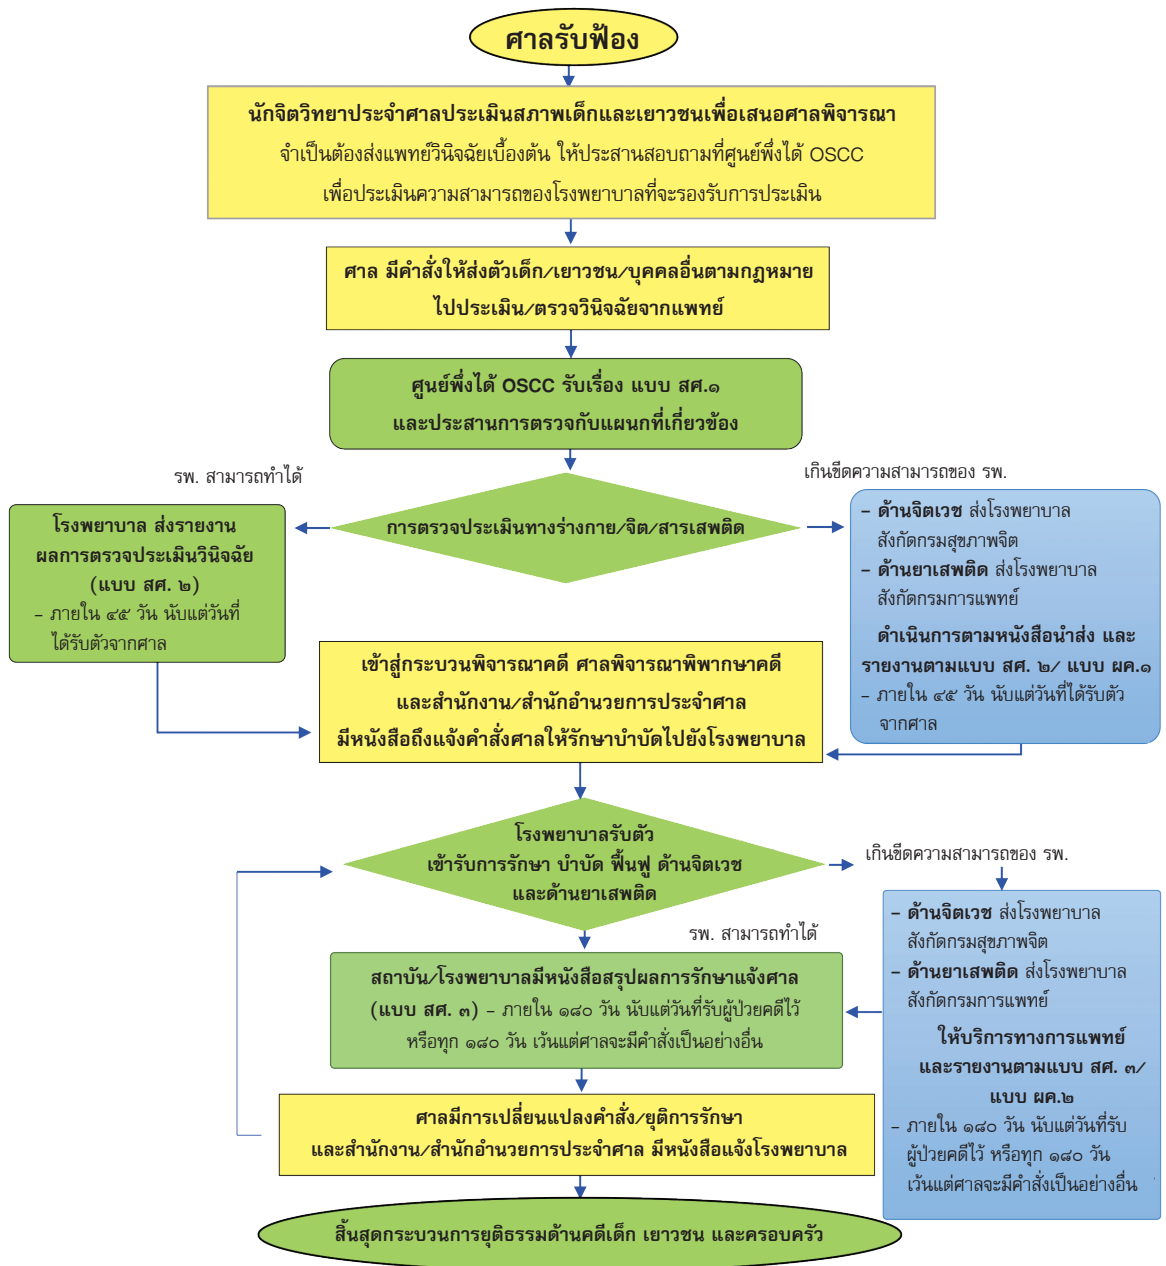 ศาลรับฟ้อง
นักจิตวิทยาประจำศาลประเมินสภาพเด็กและเยาวชนเพื่อเสนอศาลพิจารณา
จำเป็นต้องส่งแพทย์วินิจฉัยเบื้องต้น ให้ประสานสอบถามที่ศูนย์พึ่งได้ OSCC
เพื่อประเมินความสามารถของโรงพยาบาลที่จะรองรับการประเมิน
ศาล มีคำสั่งให้ส่งตัวเด็ก/เยาวชน/บุคคลอื่นตามกฎหมาย
ไปประเมิน/ตรวจวินิจฉัยจากแพทย์
ศูนย์พึ่งได้ OSCC รับเรื่อง แบบ สศ.๑
และประสานการตรวจกับแผนกที่เกี่ยวข้อง
รพ. สามารถทำได้
เกินขีดความสามารถของ รพ.
การตรวจประเมินทางร่างกาย/จิต/สารเสพติด
โรงพยาบาล ส่งรายงาน
ผลการตรวจประเมินวินิจฉัย
(แบบ สศ. ๒)
– ภายใน ๔๕ วัน นับแต่วันที่
ได้รับตัวจากศาล
– ด้านจิตเวช ส่งโรงพยาบาล
สังกัดกรมสุขภาพจิต
– ด้านยาเสพติด ส่งโรงพยาบาล
สังกัดกรมการแพทย์
ดำเนินการตามหนังสือนำส่ง และ
รายงานตามแบบ สศ. ๒/ แบบ ผค.๑
– ภายใน ๔๕ วัน นับแต่วันที่ได้รับตัว
จากศาล
เข้าสู่กระบวนพิจารณาคดี ศาลพิจารณาพิพากษาคดี
และสำนักงาน/สำนักอำนวยการประจำศาล
มีหนังสือถึงแจ้งคำสั่งศาลให้รักษาบำบัดไปยังโรงพยาบาล
โรงพยาบาลรับตัว
เข้ารับการรักษา บำบัด ฟื้นฟู ด้านจิตเวช
และด้านยาเสพติด
เกินขีดความสามารถของ รพ.
รพ. สามารถทำได้
– ด้านจิตเวช ส่งโรงพยาบาล
สังกัดกรมสุขภาพจิต
– ด้านยาเสพติด ส่งโรงพยาบาล
สังกัดกรมการแพทย์
ให้บริการทางการแพทย์
และรายงานตามแบบ สศ. ๓/
แบบ ผค.๒
– ภายใน ๑๘๐ วัน นับแต่วันที่รับ
ผู้ป่วยคดีไว้ หรือทุก ๑๘๐ วัน
เว้นแต่ศาลจะมีคำสั่งเป็นอย่างอื่น
สถาบัน/โรงพยาบาลมีหนังสือสรุปผลการรักษาแจ้งศาล
(แบบ สศ. ๓) – ภายใน ๑๘๐ วัน นับแต่วันที่รับผู้ป่วยคดีไว้
หรือทุก ๑๘๐ วัน เว้นแต่ศาลจะมีคำสั่งเป็นอย่างอื่น
ศาลมีการเปลี่ยนแปลงคำสั่ง/ยุติการรักษา
และสำนักงาน/สำนักอำนวยการประจำศาล มีหนังสือแจ้งโรงพยาบาล
สิ้นสุดกระบวนการยุติธรรมด้านคดีเด็ก เยาวชน และครอบครัว